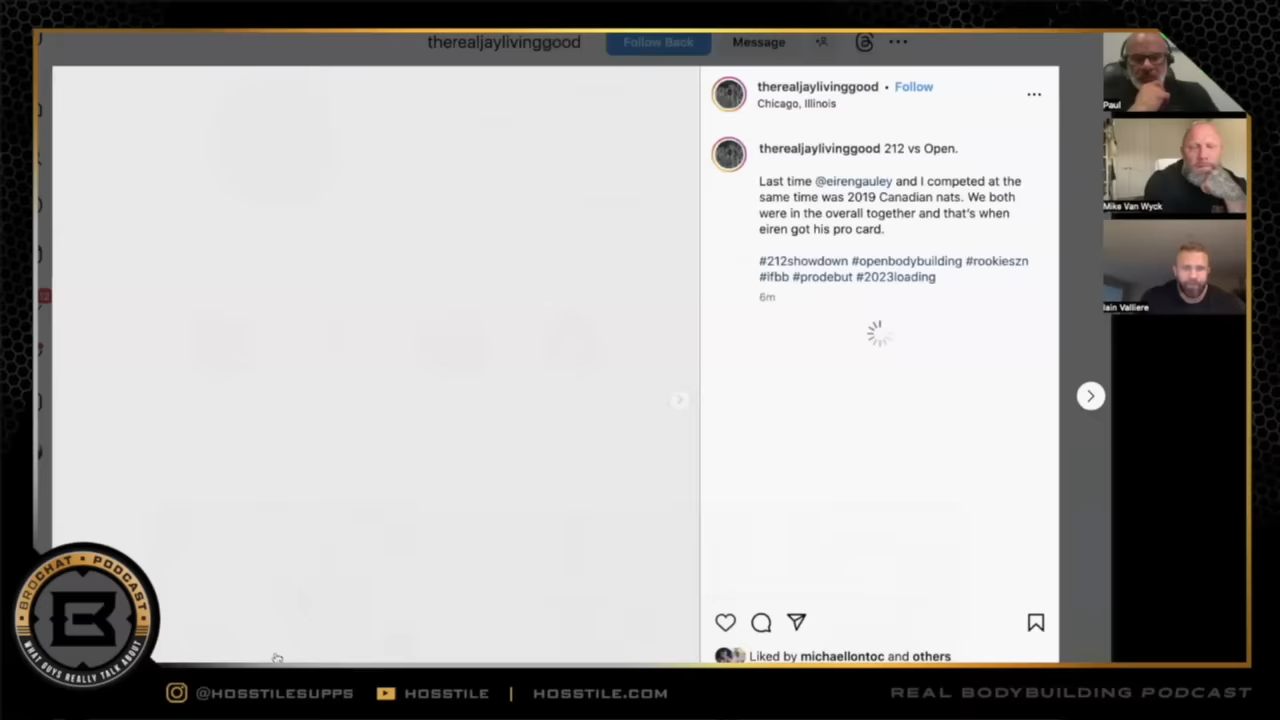 therealjaylivinggood Follow Back Message
therealjaylivinggood • Follow
Chicago, Illinois
therealjaylivinggood 212 vs Open.
Last time @eirengauley and I competed at the
same time was 2019 Canadian nats. We both
were in the overall together and that's when
eiren got his pro card.
#212showdown #openbodybuilding #rookieszn
#ifbb #prodebut #2023loading
6m
Liked by michaellontoc and others
Paul
Mike Van Wyck
Iain Valliere
BROCHAT • PODCAST
B
WHAT GUYS REALLY TALK ABOUT
@HOSSTILESUPPS HOSSTILE | HOSSTILE.COM
REAL BODYBUILDING PODCAST